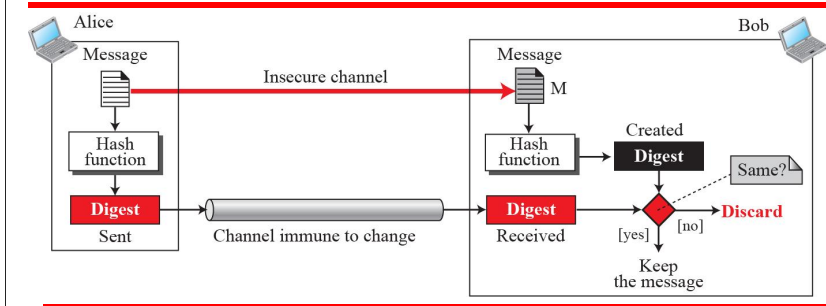 Alice
Bob
Message
Message
Insecure channel
M
Hash
function
Hash
function
Created
Digest
Same?
Digest
Digest
Discard
Sent
Channel immune to change
Received
[yes]
[no]
Keep
the message